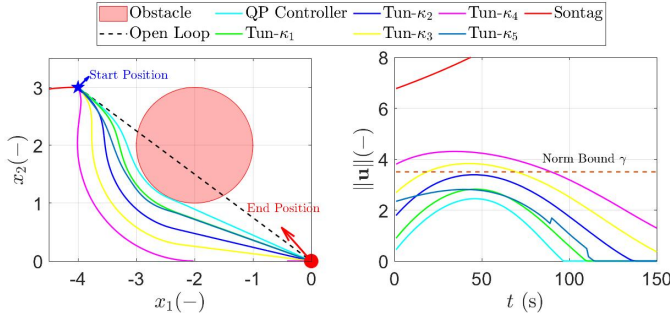 Obstacle QP Controller Tun-κ₂ Tun-κ₄ Sontag
Open Loop Tun-κ₁ Tun-κ₃ Tun-κ₅
Start Position
End Position
x₂(−)
3
2
1
0
-4 -3 -2 -1 0
x₁(−)
Norm Bound γ
‖u‖(−)
8
6
4
2
0
0 50 100 150
t (s)